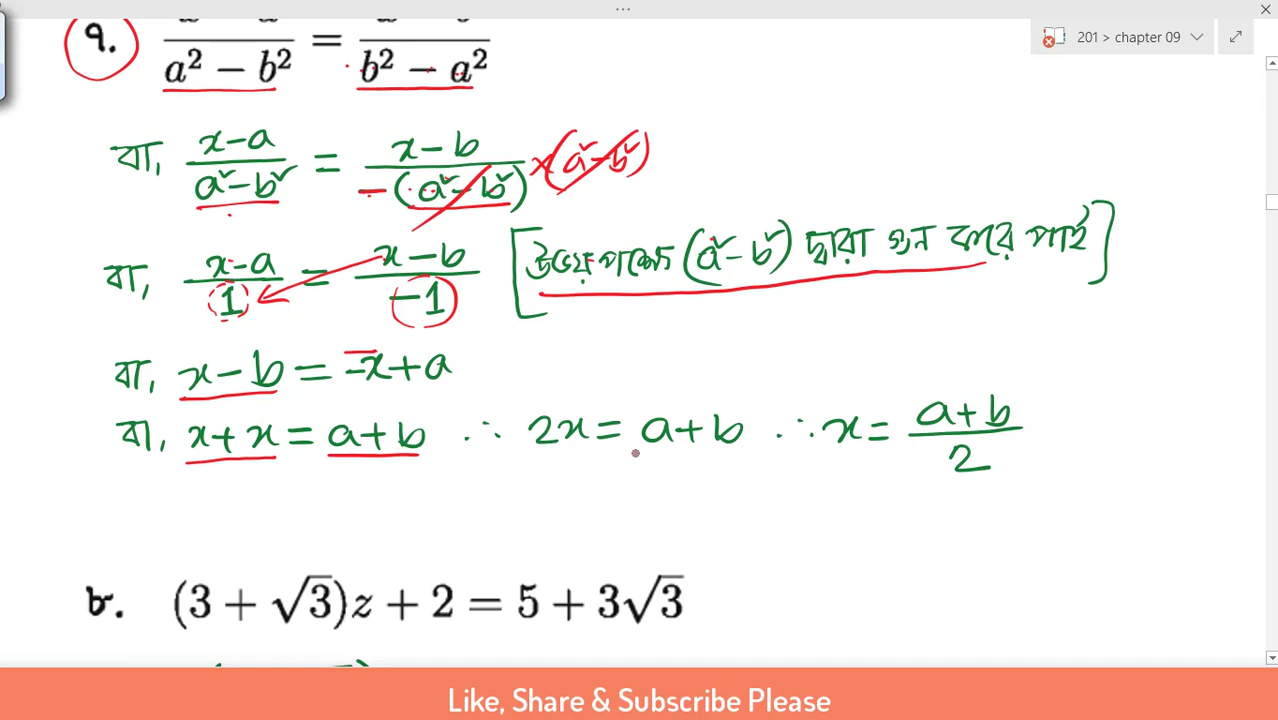 201 > chapter 09
৭. a² − b² = b² − a²
বা, x−a / a²−b² = x−b / −(a²−b²) ×(a²−b²)
বা, x−a / 1 = x−b / −1 [উভয়পক্ষে (a²−b²) দ্বারা গুন করে পাই]
বা, x−b = −x+a
বা, x+x = a+b ∴ 2x = a+b ∴ x = a+b / 2
৮. (3 + √3)z + 2 = 5 + 3√3
Like, Share & Subscribe Please